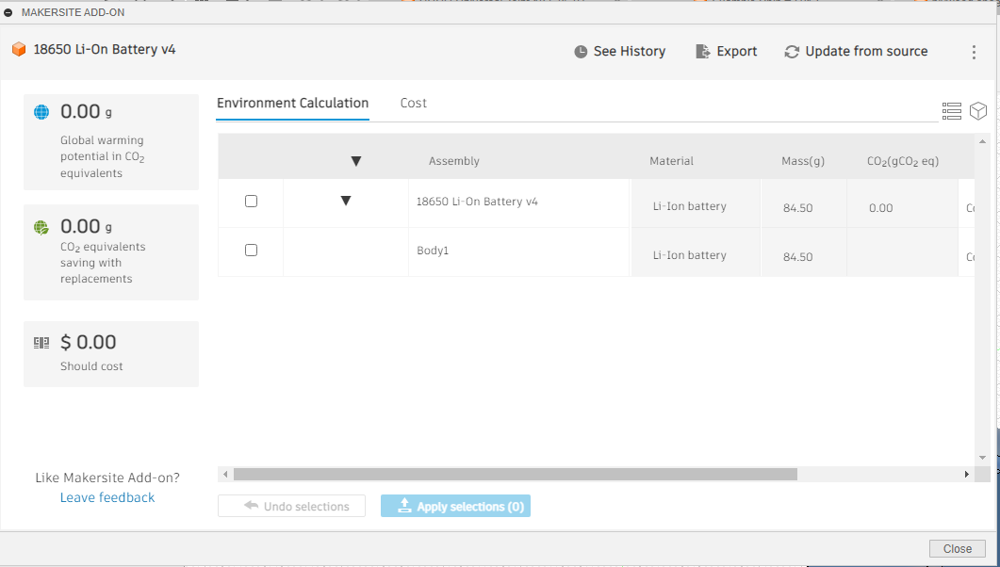 MAKERSITE ADD-ON
18650 Li-On Battery v4
See History
Export
Update from source
0.00 g
Global warming
potential in CO2
equivalents
0.00 g
CO2 equivalents
saving with
replacements
$ 0.00
Should cost
Like Makersite Add-on?
Leave feedback
Environment Calculation
Cost
Assembly
Material
Mass(g)
CO2(gCO2 eq)
18650 Li-On Battery v4
Li-Ion battery
84.50
0.00
Body1
Li-Ion battery
84.50
Undo selections
Apply selections (0)
Close